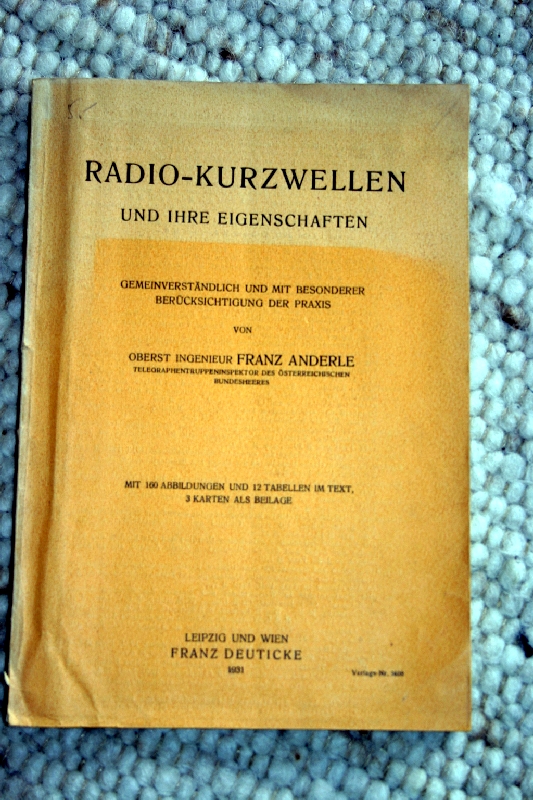 RADIO-KURZWELLEN
UND IHRE EIGENSCHAFTEN
GEMEINVERSTÄNDLICH UND MIT BESONDERER
BERÜCKSICHTIGUNG DER PRAXIS
VON
OBERST INGENIEUR FRANZ ANDERLE
TELEGRAPHENTRUPPENINSPEKTOR DES ÖSTERREICHISCHEN
BUNDESHEERES
MIT 160 ABBILDUNGEN UND 12 TABELLEN IM TEXT,
3 KARTEN ALS BEILAGE
LEIPZIG UND WIEN
FRANZ DEUTICKE
1931
Verlags-Nr.